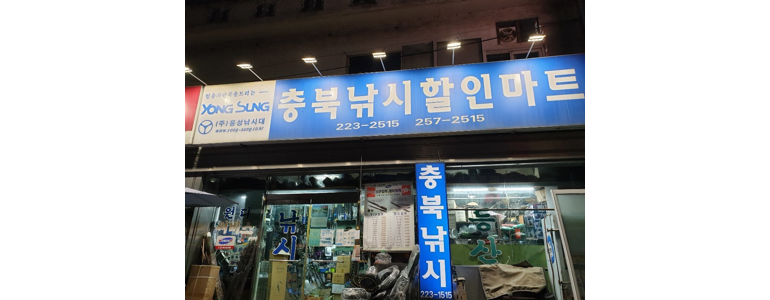 YONG SUNG
(주)용성낚시대
www.yong-sung.co.kr
충북낚시할인마트
223-2515 257-2515
낚시
충북낚시
223-1515
등산